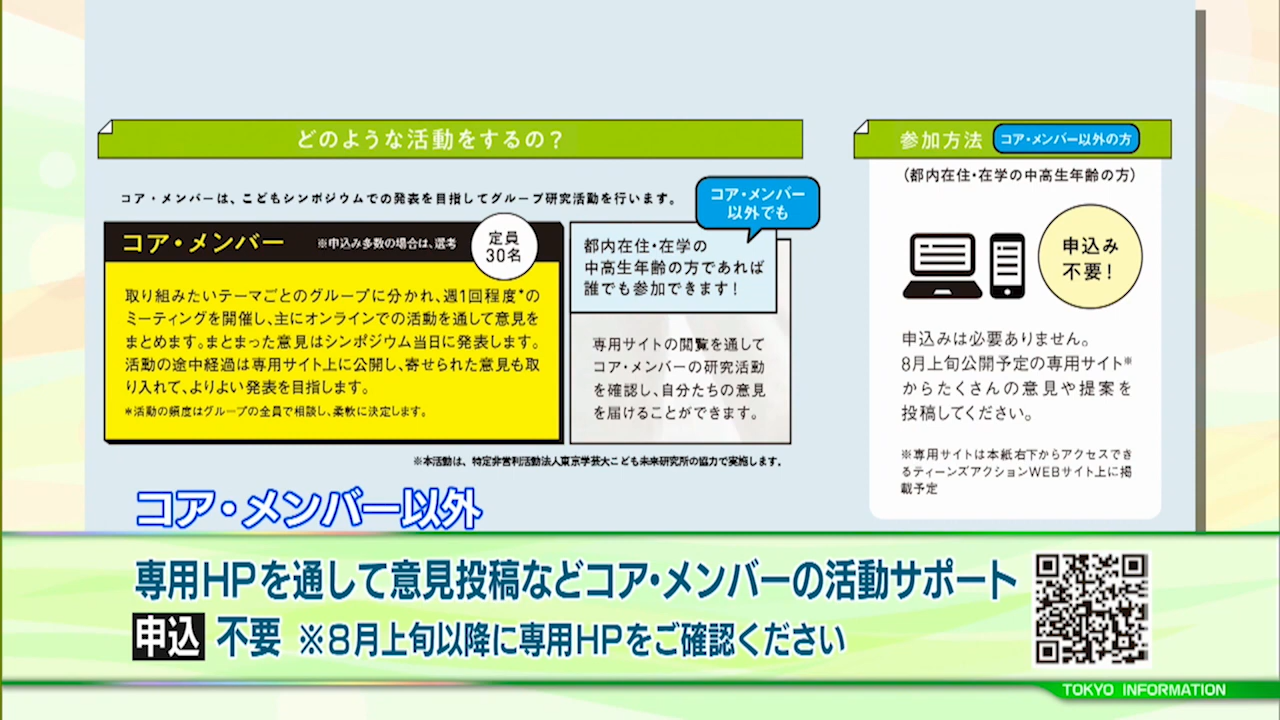 どのような活動をするの？
コア・メンバーは、こどもシンポジウムでの発表を目指してグループ研究活動を行います。
コア・メンバー ※申込み多数の場合は、選考
定員
30名
取り組みたいテーマごとのグループに分かれ、週1回程度*の
ミーティングを開催し、主にオンラインでの活動を通して意見を
まとめます。まとまった意見はシンポジウム当日に発表します。
活動の途中経過は専用サイト上に公開し、寄せられた意見も取
り入れて、よりよい発表を目指します。
*活動の頻度はグループの全員で相談し、柔軟に決定します。
コア・メンバー
以外でも
都内在住・在学の
中高生年齢の方であれば
誰でも参加できます！
専用サイトの閲覧を通して
コア・メンバーの研究活動
を確認し、自分たちの意見
を届けることができます。
※本活動は、特定非営利活動法人東京学芸大こども未来研究所の協力で実施します。
参加方法 コア・メンバー以外の方
（都内在住・在学の中高生年齢の方）
申込み
不要！
申込みは必要ありません。
8月上旬公開予定の専用サイト※
からたくさんの意見や提案を
投稿してください。
※専用サイトは本紙右下からアクセスでき
るティーンズアクションWEBサイト上に掲
載予定
コア・メンバー以外
専用HPを通して意見投稿などコア・メンバーの活動サポート
申込 不要 ※8月上旬以降に専用HPをご確認ください
TOKYO INFORMATION